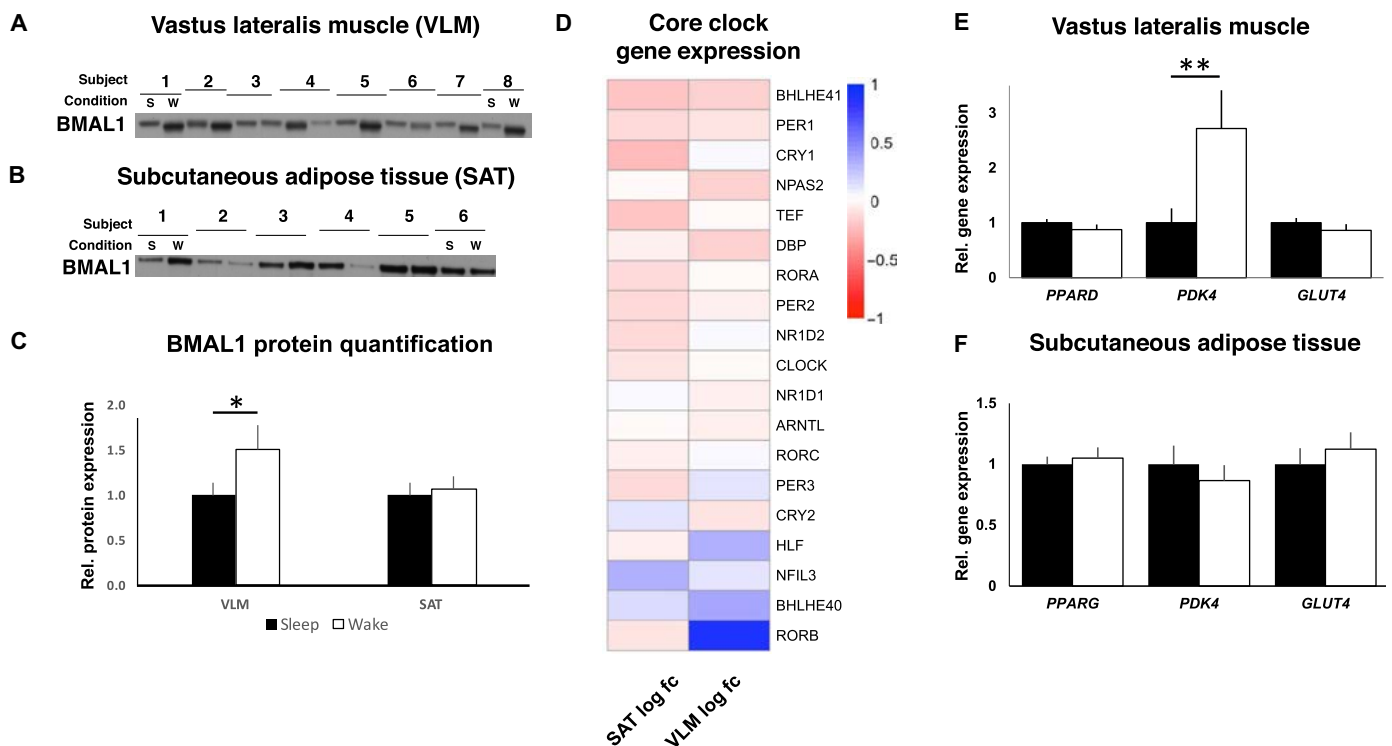 A
Vastus lateralis muscle (VLM)
Subject
1 2 3 4 5 6 7 8
Condition
S W S W
BMAL1
B
Subcutaneous adipose tissue (SAT)
Subject
1 2 3 4 5 6
Condition
S W S W
BMAL1
C
BMAL1 protein quantification
Rel. protein expression
2.0
1.5
1.0
0.5
0.0
*
VLM SAT
Sleep Wake
D
Core clock
gene expression
BHLHE41
PER1
CRY1
NPAS2
TEF
DBP
RORA
PER2
NR1D2
CLOCK
NR1D1
ARNTL
RORC
PER3
CRY2
HLF
NFIL3
BHLHE40
RORB
1
0.5
0
−0.5
−1
SAT log fc
VLM log fc
E
Vastus lateralis muscle
Rel. gene expression
3
2
1
0
**
PPARD PDK4 GLUT4
F
Subcutaneous adipose tissue
Rel. gene expression
1.5
1
0.5
0
PPARG PDK4 GLUT4